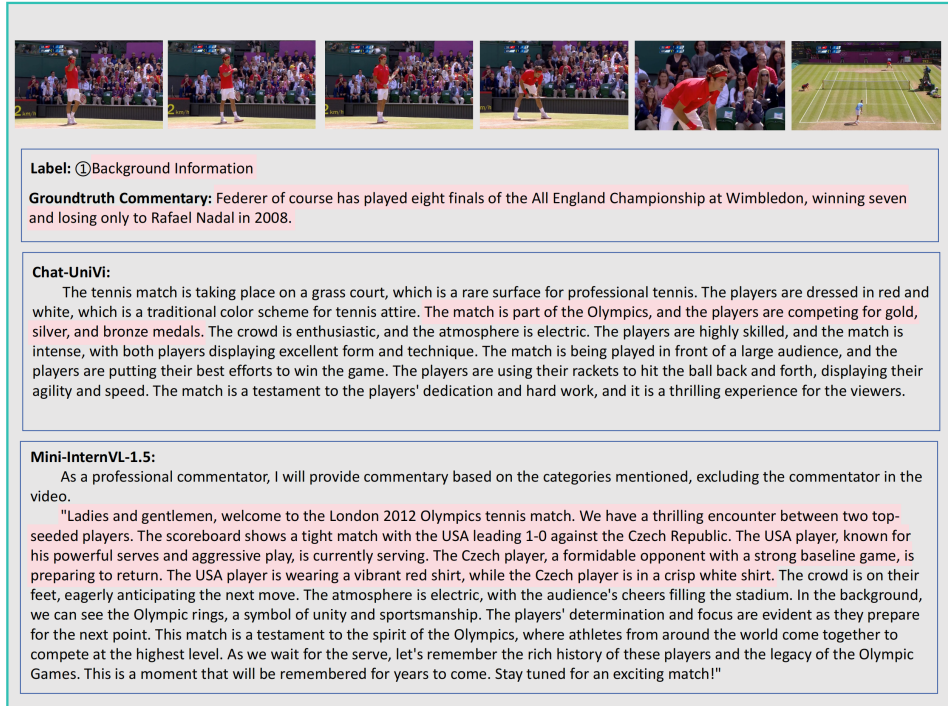 2 km/h
2 km/h
2 km/h
km/h
Label: ①Background Information
Groundtruth Commentary: Federer of course has played eight finals of the All England Championship at Wimbledon, winning seven
and losing only to Rafael Nadal in 2008.
Chat-UniVi:
The tennis match is taking place on a grass court, which is a rare surface for professional tennis. The players are dressed in red and
white, which is a traditional color scheme for tennis attire. The match is part of the Olympics, and the players are competing for gold,
silver, and bronze medals. The crowd is enthusiastic, and the atmosphere is electric. The players are highly skilled, and the match is
intense, with both players displaying excellent form and technique. The match is being played in front of a large audience, and the
players are putting their best efforts to win the game. The players are using their rackets to hit the ball back and forth, displaying their
agility and speed. The match is a testament to the players' dedication and hard work, and it is a thrilling experience for the viewers.
Mini-InternVL-1.5:
As a professional commentator, I will provide commentary based on the categories mentioned, excluding the commentator in the
video.
"Ladies and gentlemen, welcome to the London 2012 Olympics tennis match. We have a thrilling encounter between two top-
seeded players. The scoreboard shows a tight match with the USA leading 1-0 against the Czech Republic. The USA player, known for
his powerful serves and aggressive play, is currently serving. The Czech player, a formidable opponent with a strong baseline game, is
preparing to return. The USA player is wearing a vibrant red shirt, while the Czech player is in a crisp white shirt. The crowd is on their
feet, eagerly anticipating the next move. The atmosphere is electric, with the audience's cheers filling the stadium. In the background,
we can see the Olympic rings, a symbol of unity and sportsmanship. The players' determination and focus are evident as they prepare
for the next point. This match is a testament to the spirit of the Olympics, where athletes from around the world come together to
compete at the highest level. As we wait for the serve, let's remember the rich history of these players and the legacy of the Olympic
Games. This is a moment that will be remembered for years to come. Stay tuned for an exciting match!"